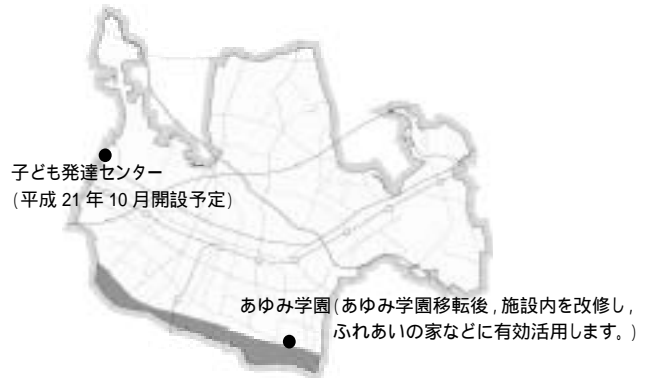 子ども発達センター
(平成 21 年 10 月開設予定)
あゆみ学園(あゆみ学園移転後,施設内を改修し,
ふれあいの家などに有効活用します。)